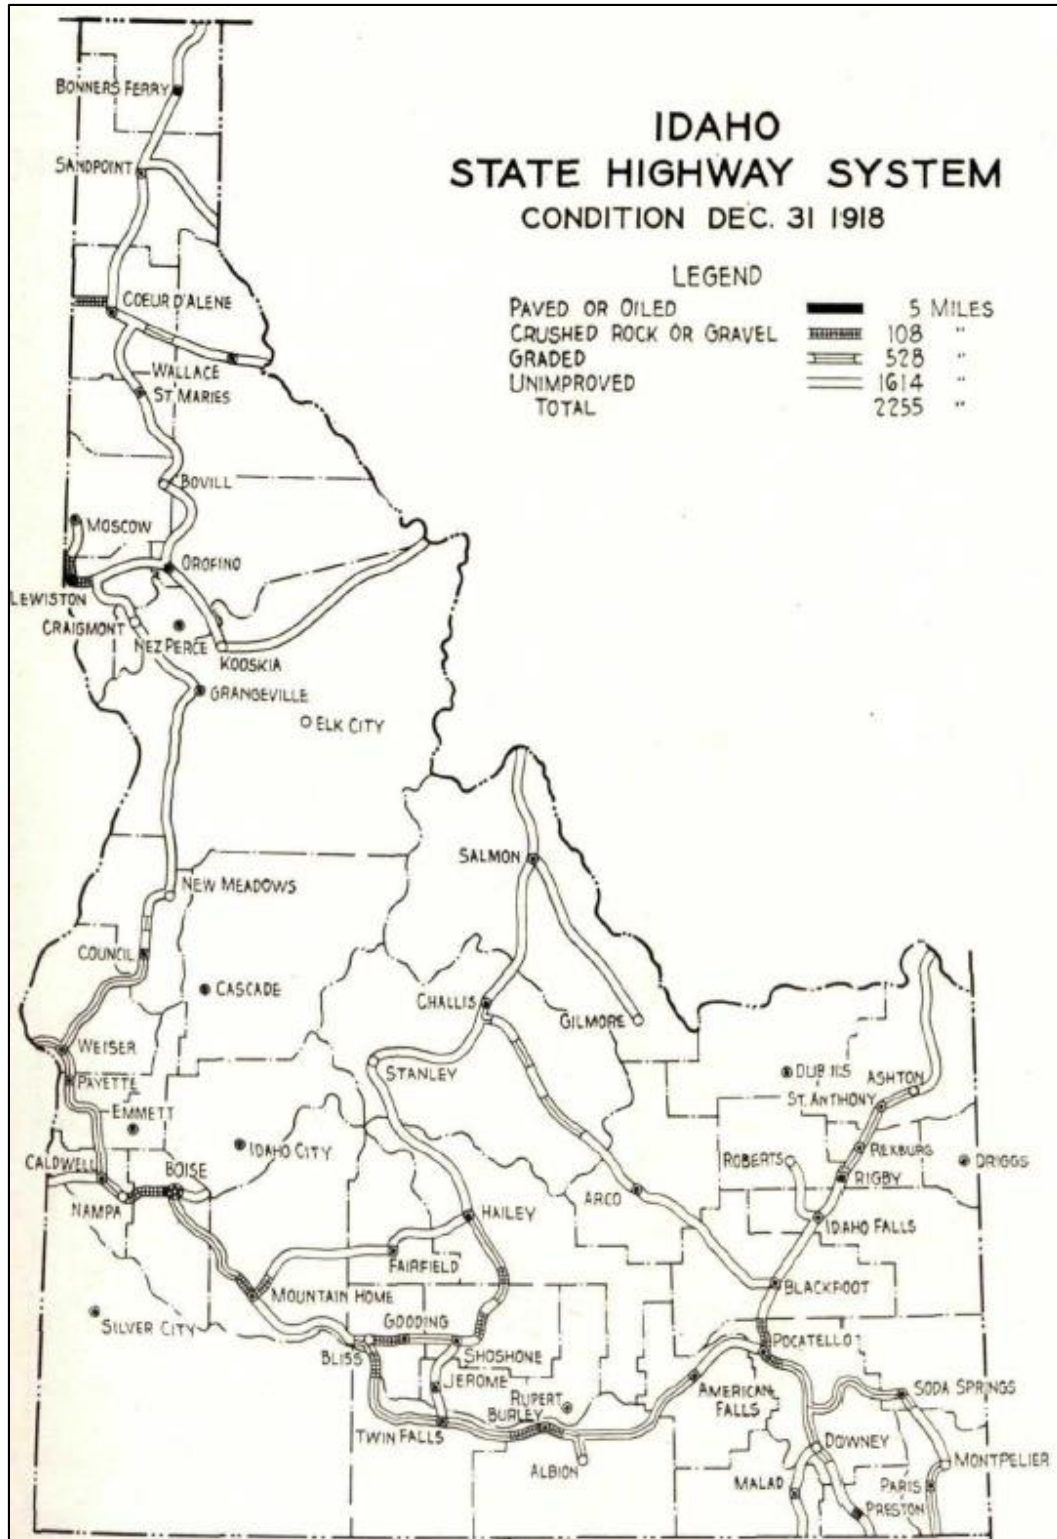 IDAHO
STATE HIGHWAY SYSTEM
CONDITION DEC. 31 1918
LEGEND
PAVED OR OILED 5 MILES
CRUSHED ROCK OR GRAVEL 108 "
GRADED 528 "
UNIMPROVED 1614 "
TOTAL 2255 "
BONNERS FERRY
SANDPOINT
COEUR D'ALENE
WALLACE
ST. MARIES
BOVILL
MOSCOW
OROFINO
LEWISTON
CRAIGMONT
NEZ PERCE
KOOSKIA
GRANGEVILLE
ELK CITY
SALMON
NEW MEADOWS
COUNCIL
CASCADE
CHALLIS
GILMORE
WEISER
STANLEY
PAYETTE
DUBIIS
ASHTON
EMMETT
ST. ANTHONY
IDAHO CITY
REXBURG
CALDWELL
BOISE
ROBERTS
DRIGGS
RIGBY
NAMPA
ARCO
HAILEY
IDAHO FALLS
FAIRFIELD
BLACKFOOT
MOUNTAIN HOME
SILVER CITY
GOODING
POCATELLO
BLISS
SHOSHONE
JEROME
AMERICAN
FALLS
SODA SPRINGS
RUPERT
BURLEY
TWIN FALLS
DOWNEY
ALBION
MONTPELIER
MALAD
PARIS
PRESTON